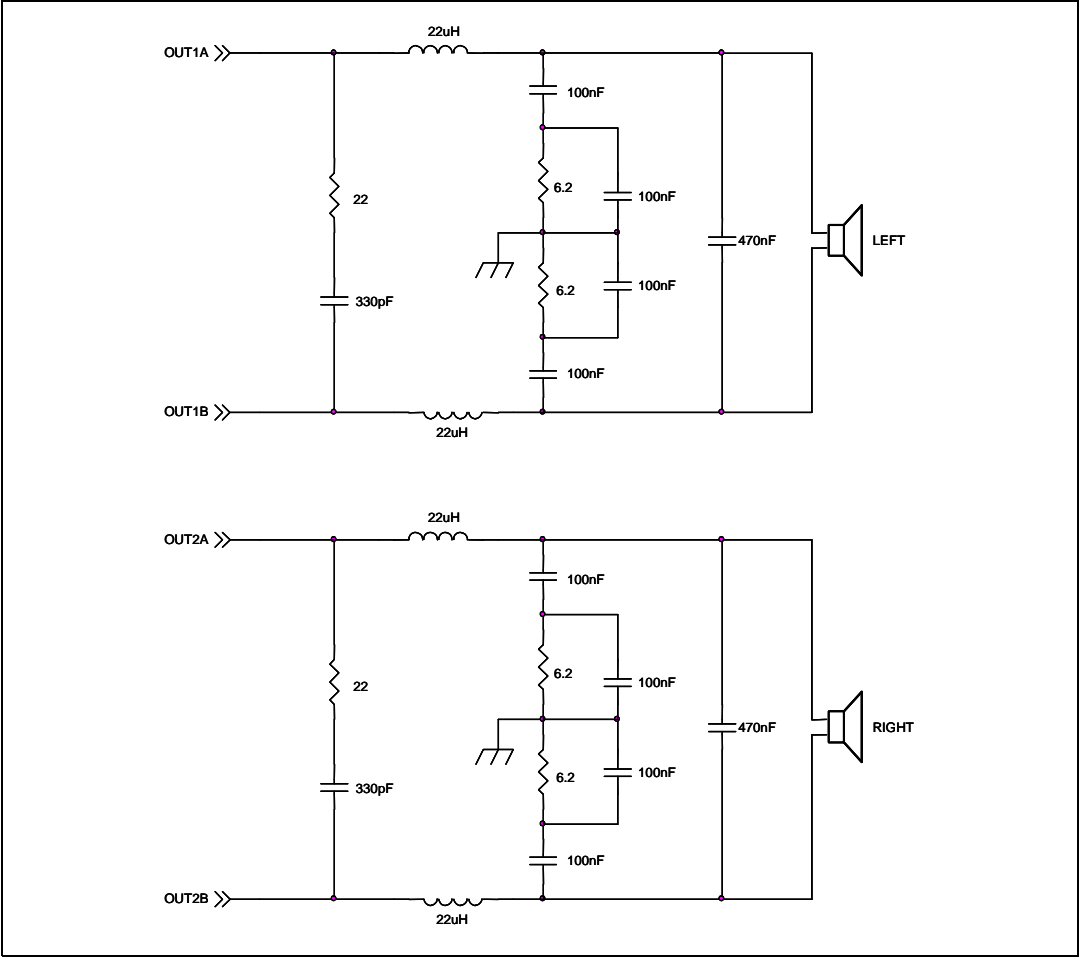 22uH
OUT1A
100nF
22
6.2
100nF
470nF
LEFT
6.2
100nF
330pF
100nF
OUT1B
22uH
22uH
OUT2A
100nF
22
6.2
100nF
470nF
RIGHT
6.2
100nF
330pF
100nF
OUT2B
22uH